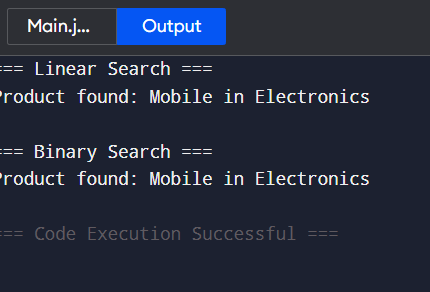 Main.j...
Output
=== Linear Search ===
Product found: Mobile in Electronics
=== Binary Search ===
Product found: Mobile in Electronics
=== Code Execution Successful ===